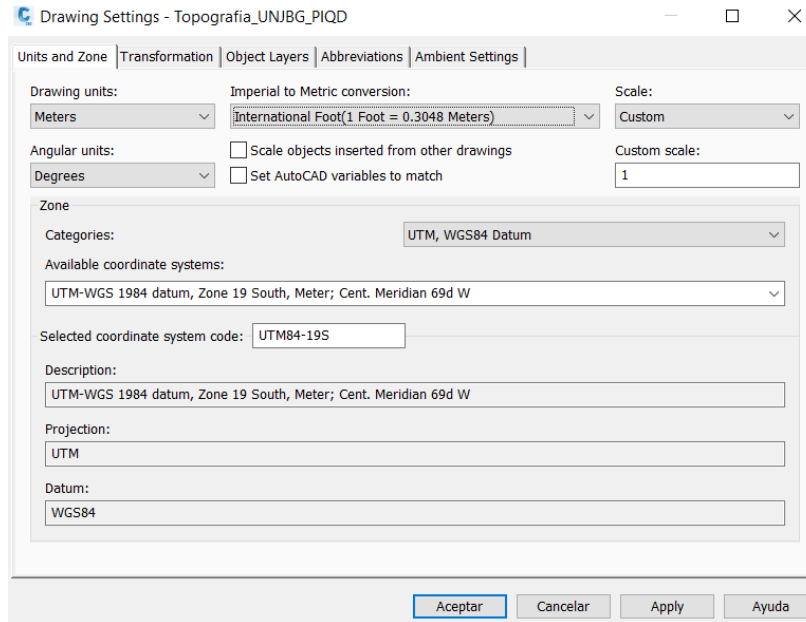 Drawing Settings - Topografia_UNJBG_PIQD
Units and Zone Transformation Object Layers Abbreviations Ambient Settings
Drawing units: Imperial to Metric conversion: Scale:
Meters International Foot(1 Foot = 0.3048 Meters) Custom
Angular units: Scale objects inserted from other drawings Custom scale:
Degrees Set AutoCAD variables to match 1
Zone
Categories: UTM, WGS84 Datum
Available coordinate systems:
UTM-WGS 1984 datum, Zone 19 South, Meter; Cent. Meridian 69d W
Selected coordinate system code: UTM84-19S
Description:
UTM-WGS 1984 datum, Zone 19 South, Meter; Cent. Meridian 69d W
Projection:
UTM
Datum:
WGS84
Aceptar Cancelar Apply Ayuda